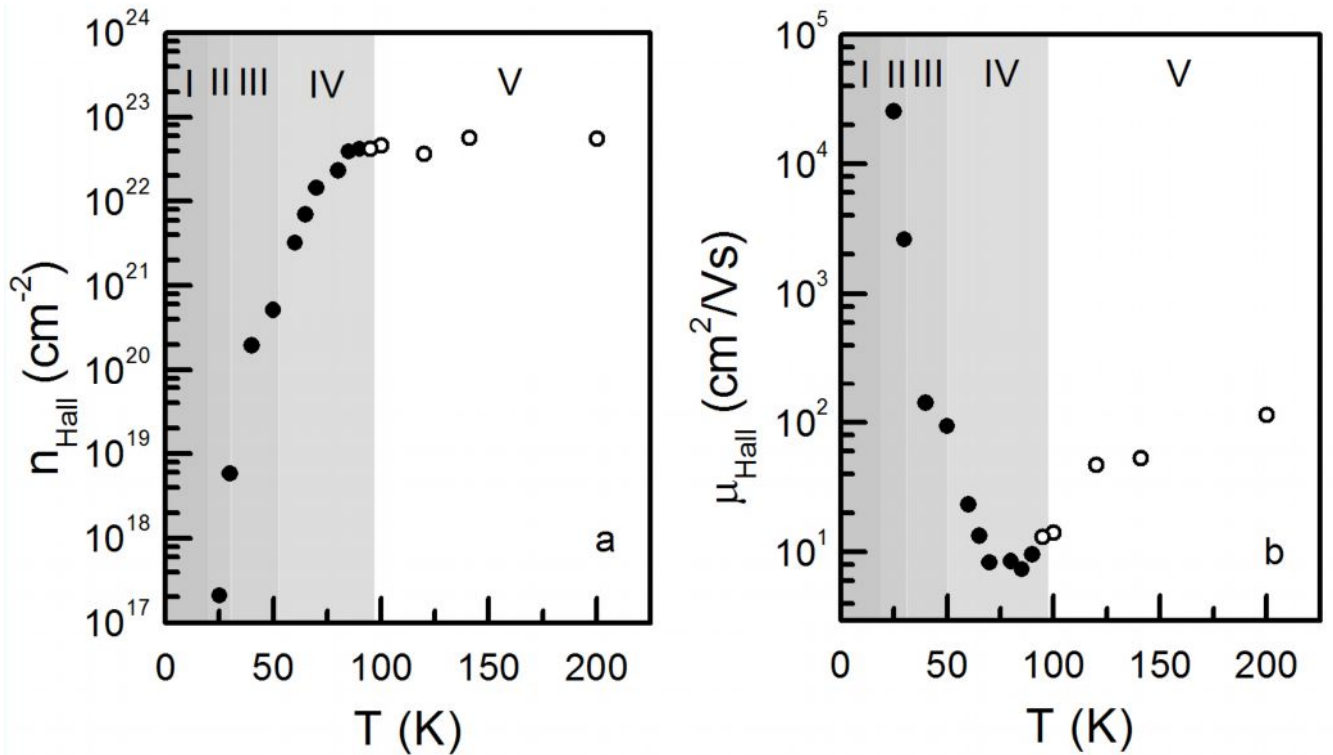 10^24
10^23
10^22
10^21
10^20
10^19
10^18
10^17
n_Hall (cm^-2)
I II III IV V
a
0 50 100 150 200
T (K)
10^5
10^4
10^3
10^2
10^1
μ_Hall (cm^2/Vs)
I II III IV V
b
0 50 100 150 200
T (K)